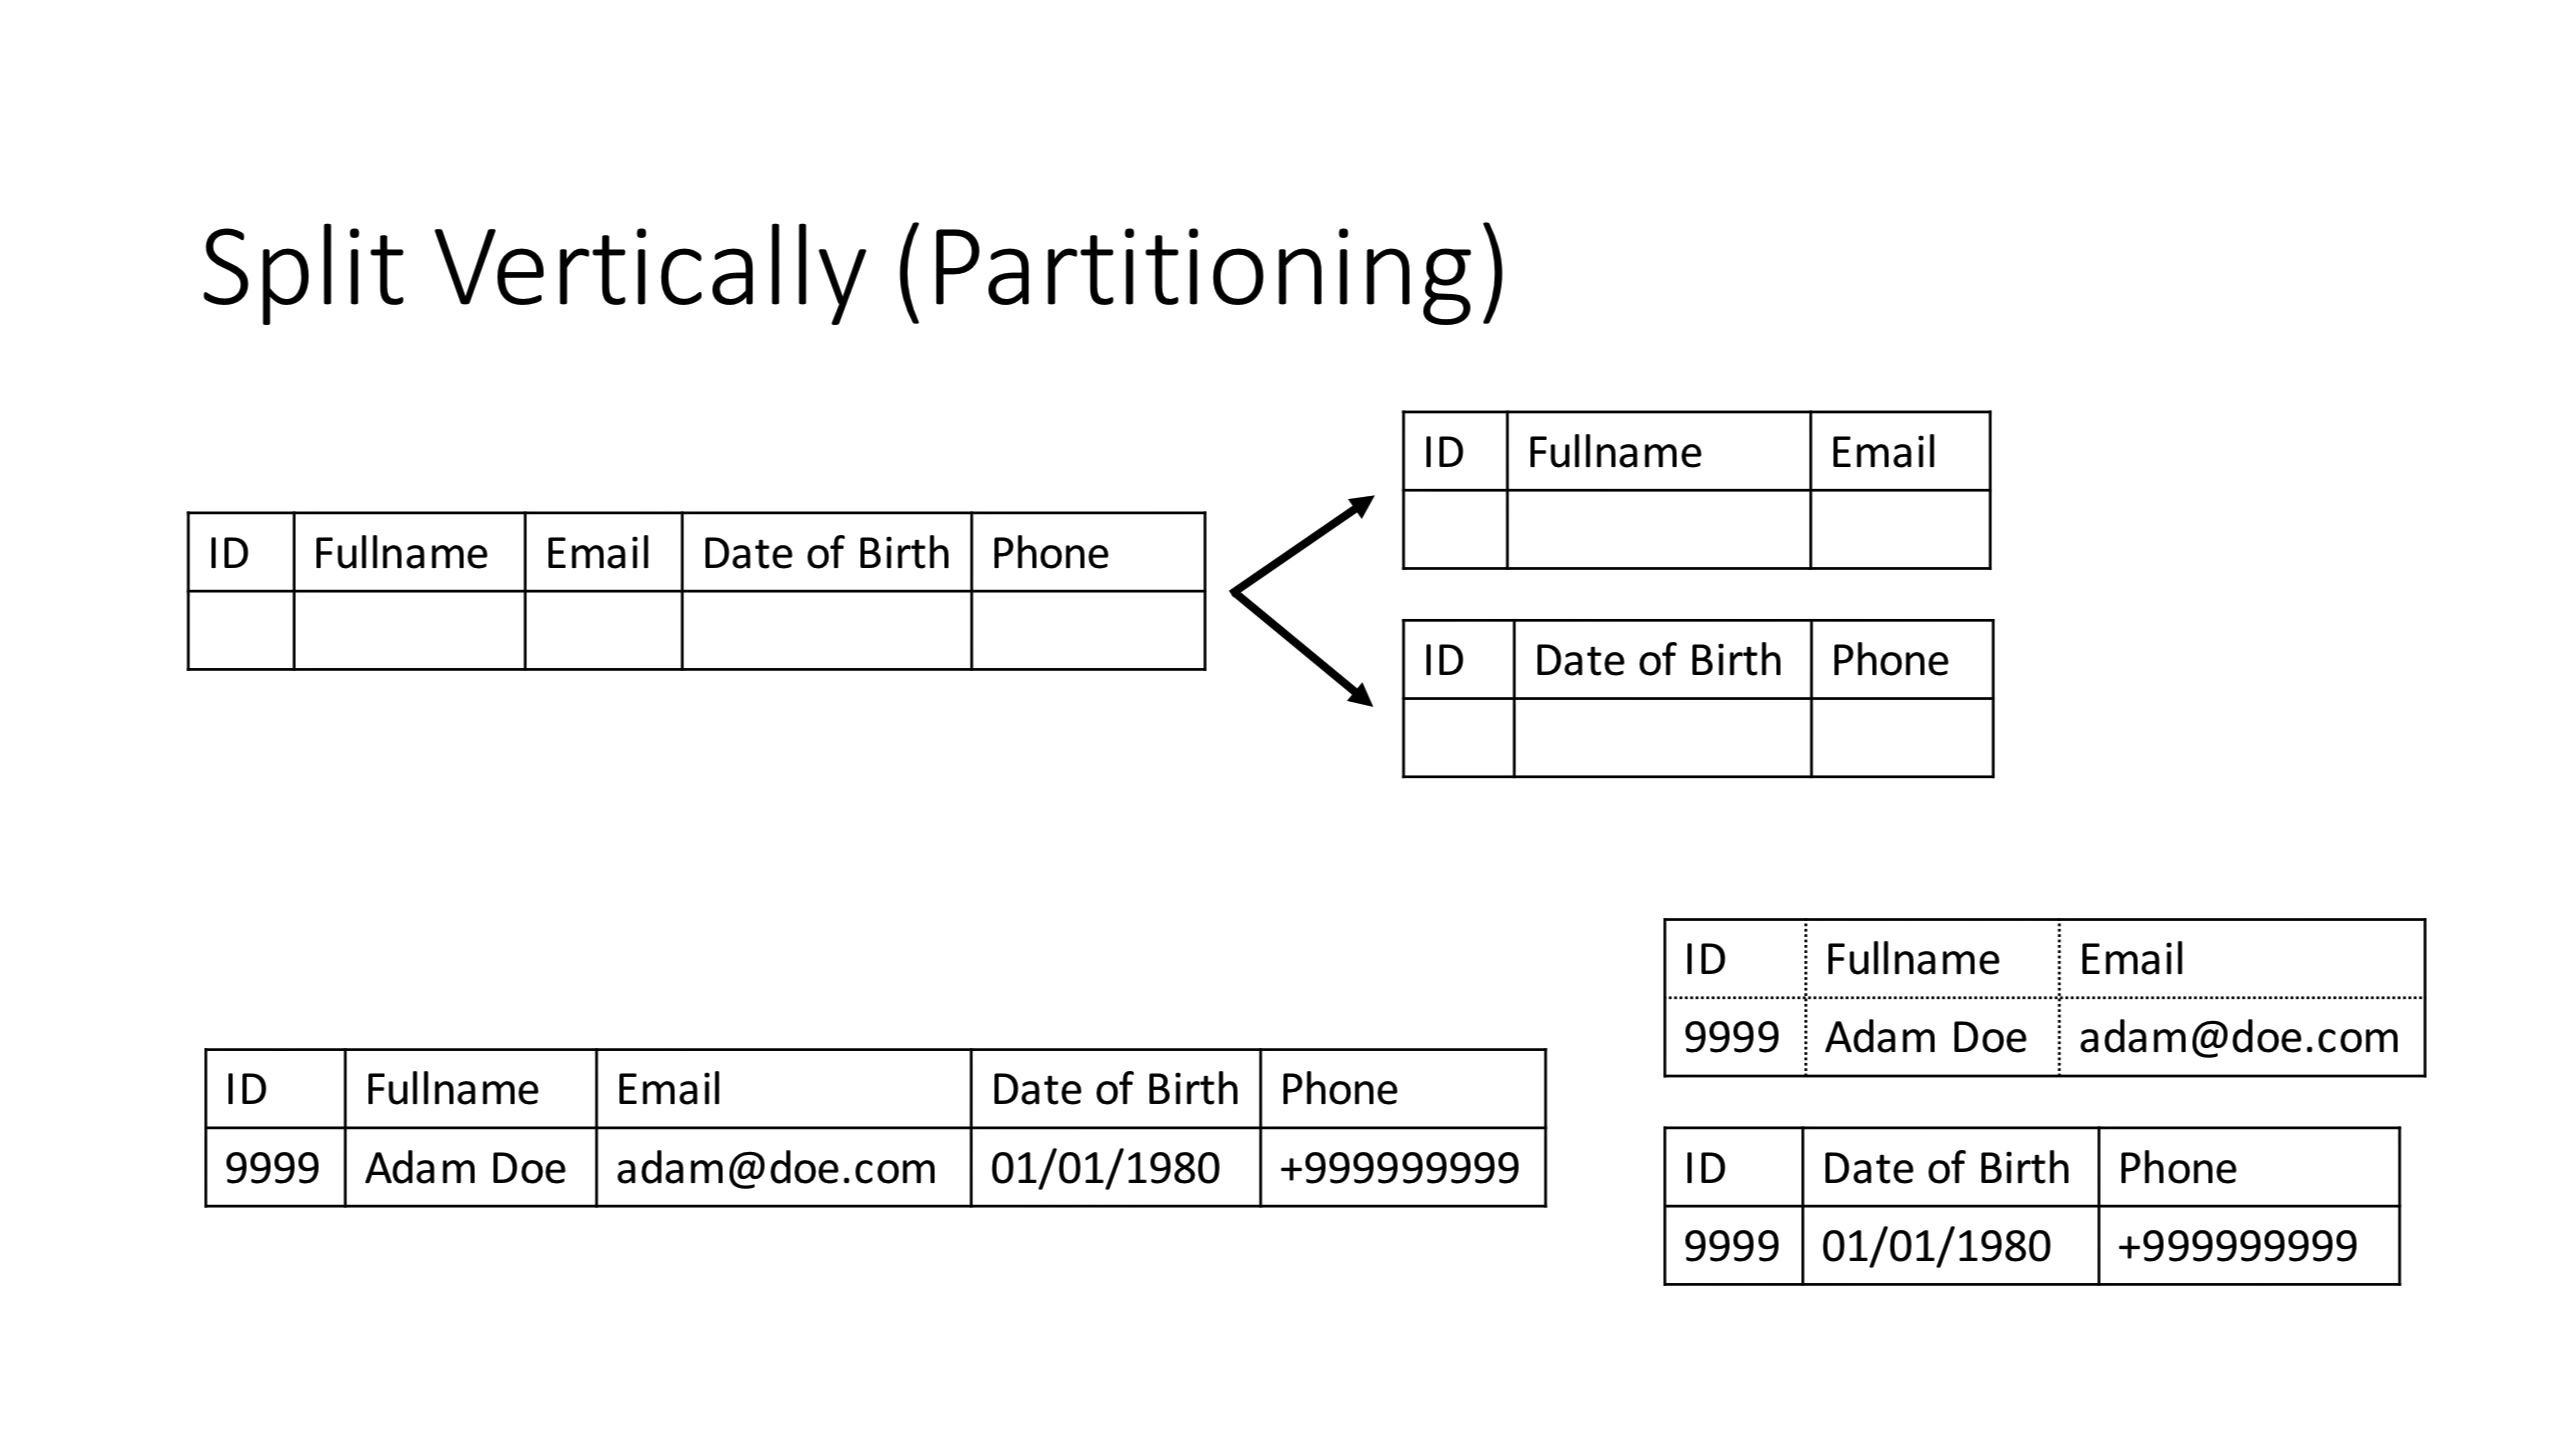 Split Vertically (Partitioning)
ID Fullname Email Date of Birth Phone
ID Fullname Email
ID Date of Birth Phone
ID Fullname Email Date of Birth Phone
9999 Adam Doe adam@doe.com 01/01/1980 +999999999
ID Fullname Email
9999 Adam Doe adam@doe.com
ID Date of Birth Phone
9999 01/01/1980 +999999999